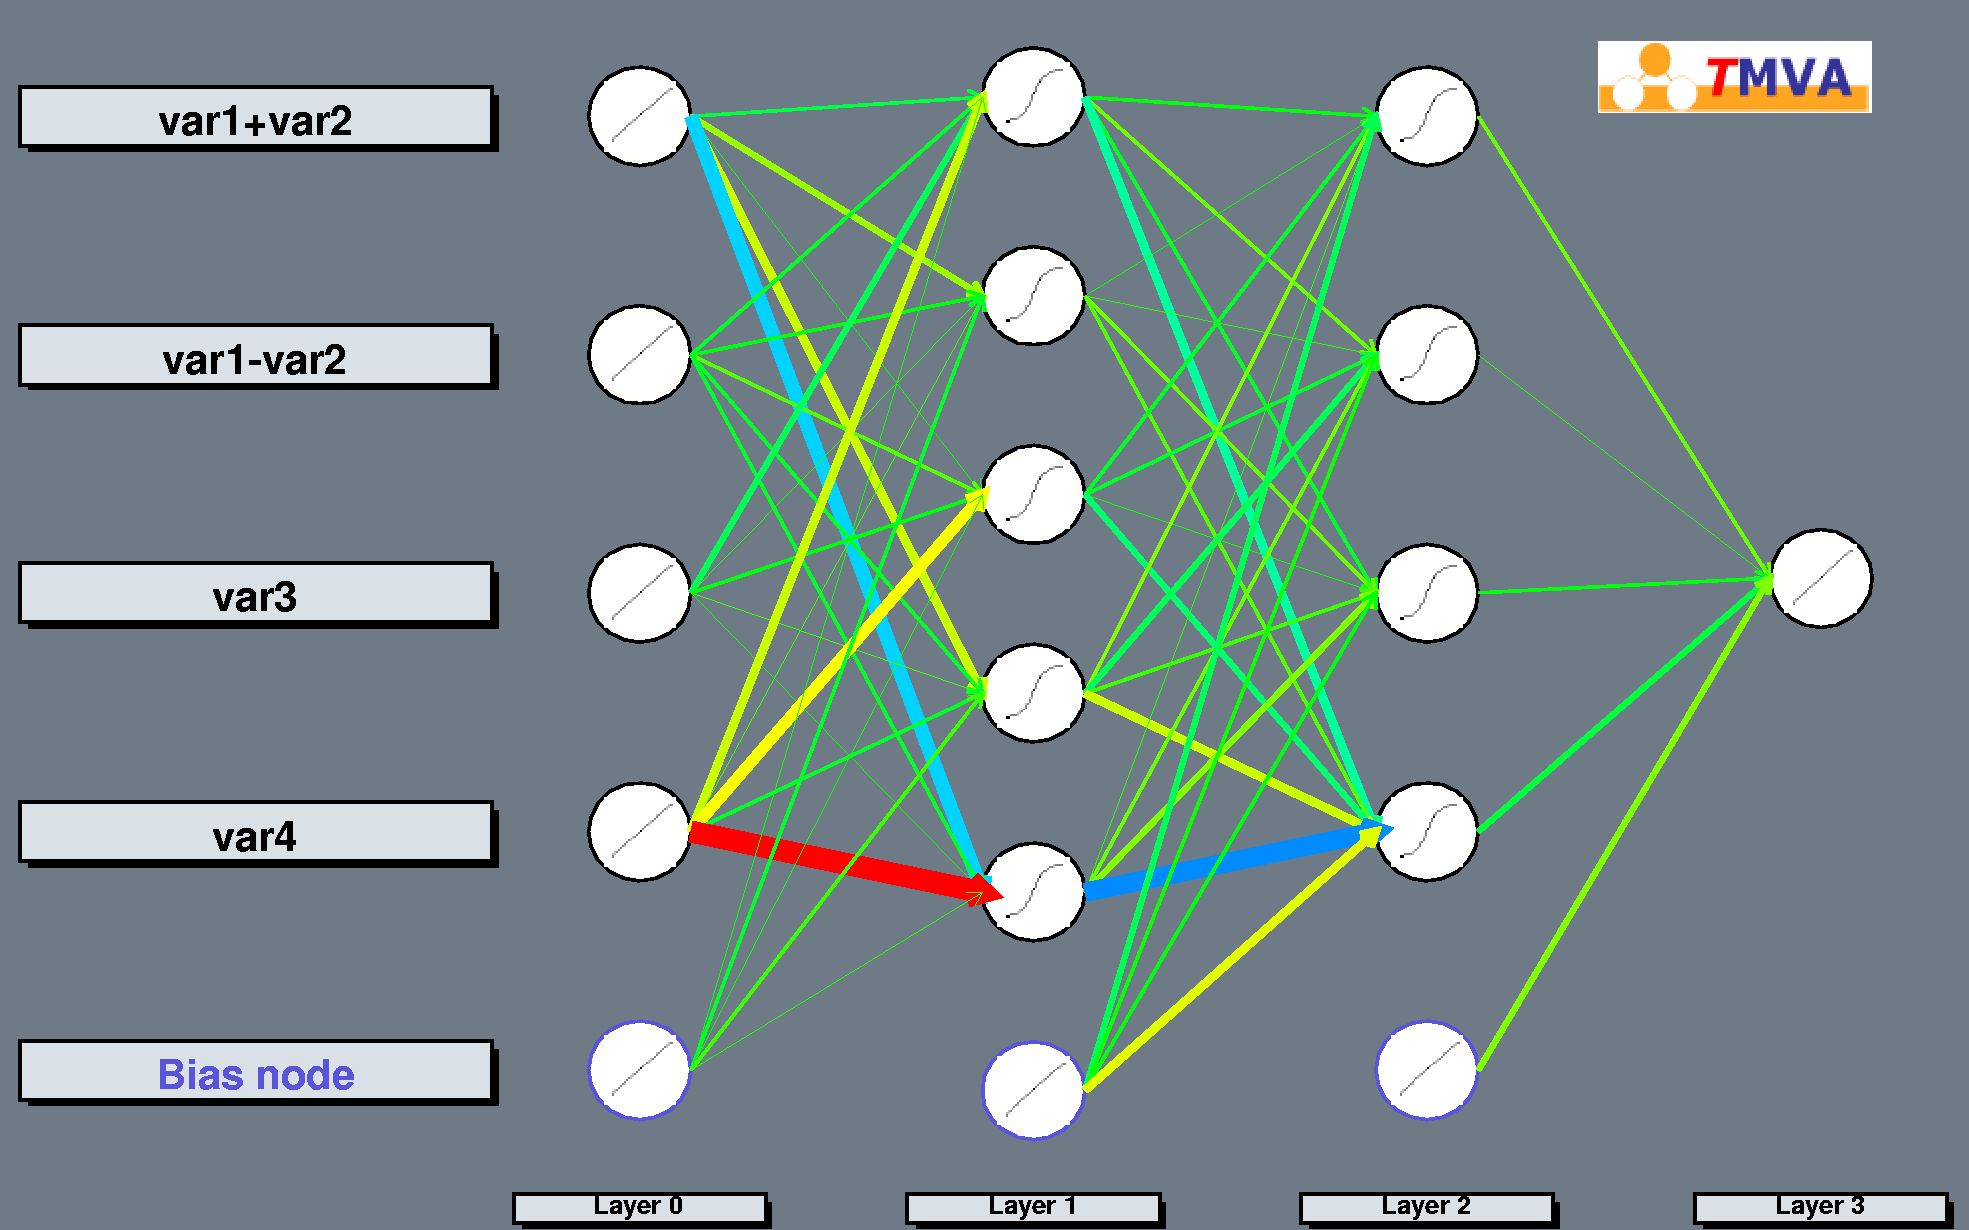 TMVA
var1+var2
var1-var2
var3
var4
Bias node
Layer 0
Layer 1
Layer 2
Layer 3